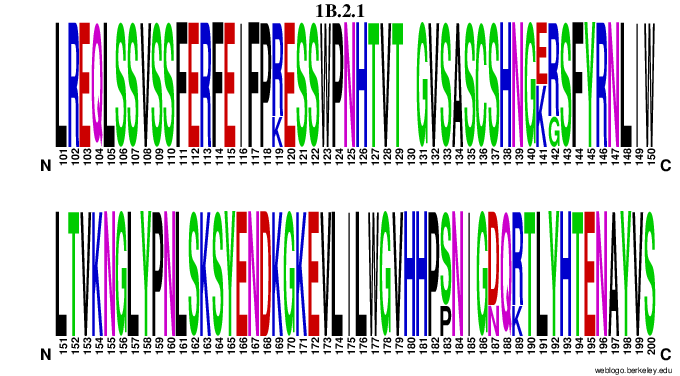 1B.2.1
LREQLSSVSSFERFEIFPRESSWPNHTVT GVSASCSHNGERSFYRNLIW
K K G
N 101 102 103 104 105 106 107 108 109 110 111 112 113 114 115 116 117 118 119 120 121 122 123 124 125 126 127 128 129 130 131 132 133 134 135 136 137 138 139 140 141 142 143 144 145 146 147 148 149 150 C
LTVKNGLYPNLSKSYENDKGKEVLILWGVHHPSNIGDQRTLYHTENAYVS
P N K
N 151 152 153 154 155 156 157 158 159 160 161 162 163 164 165 166 167 168 169 170 171 172 173 174 175 176 177 178 179 180 181 182 183 184 185 186 187 188 189 190 191 192 193 194 195 196 197 198 199 200 C
weblogo.berkeley.edu